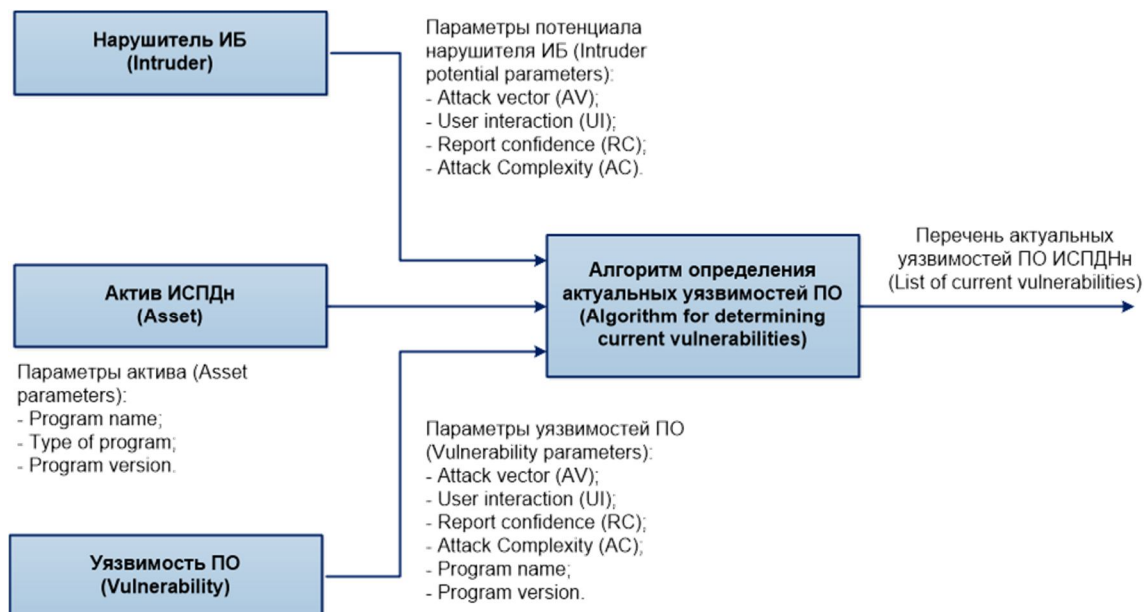 Нарушитель ИБ
(Intruder)
Параметры потенциала
нарушителя ИБ (Intruder
potential parameters):
- Attack vector (AV);
- User interaction (UI);
- Report confidence (RC);
- Attack Complexity (AC).
Актив ИСПДн
(Asset)
Параметры актива (Asset
parameters):
- Program name;
- Type of program;
- Program version.
Алгоритм определения
актуальных уязвимостей ПО
(Algorithm for determining
current vulnerabilities)
Перечень актуальных
уязвимостей ПО ИСПДНн
(List of current vulnerabilities)
Параметры уязвимостей ПО
(Vulnerability parameters):
- Attack vector (AV);
- User interaction (UI);
- Report confidence (RC);
- Attack Complexity (AC);
- Program name;
- Program version.
Уязвимость ПО
(Vulnerability)